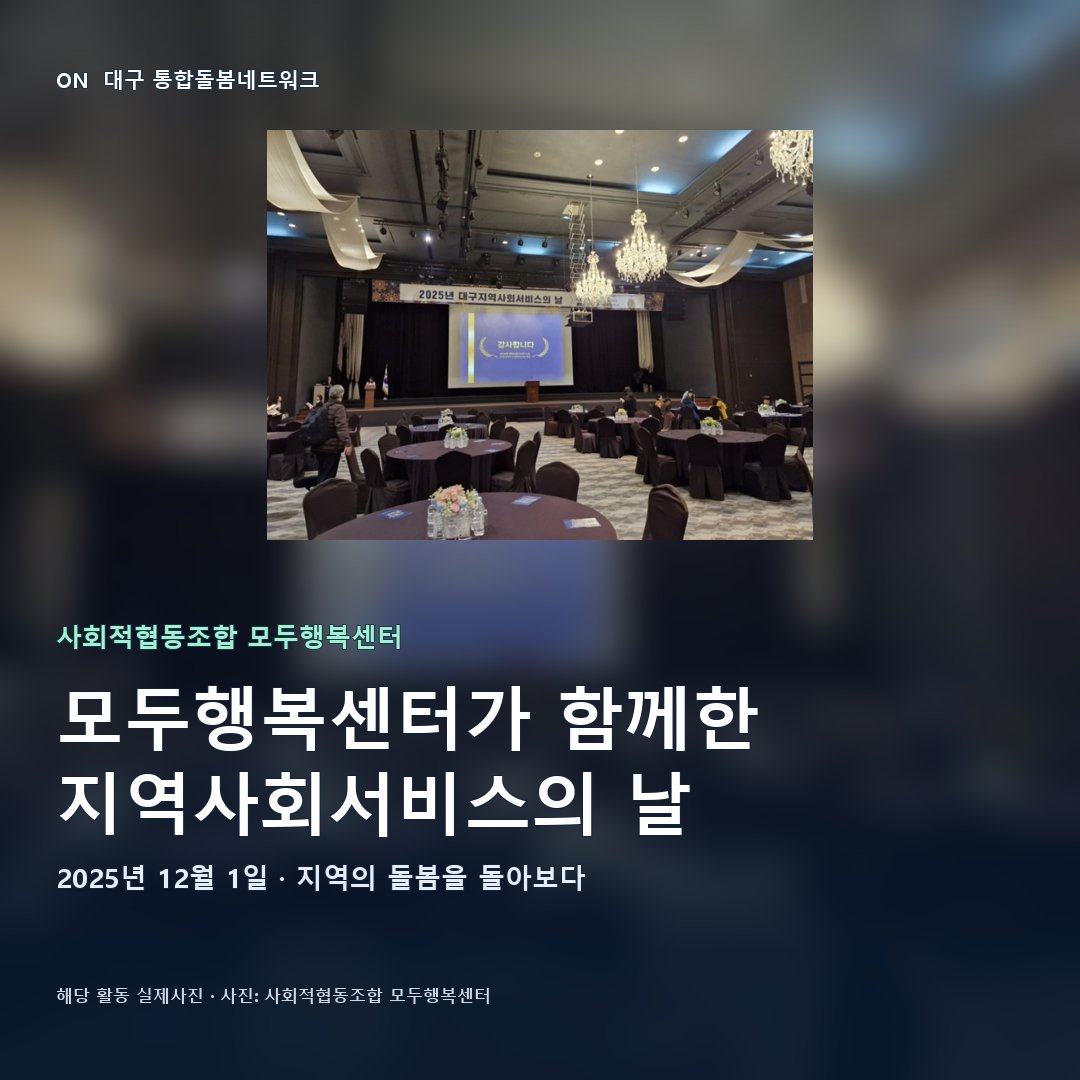 ON 대구 통합돌봄네트워크
2025년 대구지역사회서비스의 날
감사합니다
사회적협동조합 모두행복센터
모두행복센터가 함께한
지역사회서비스의 날
2025년 12월 1일 · 지역의 돌봄을 돌아보다
해당 활동 실제사진 · 사진: 사회적협동조합 모두행복센터